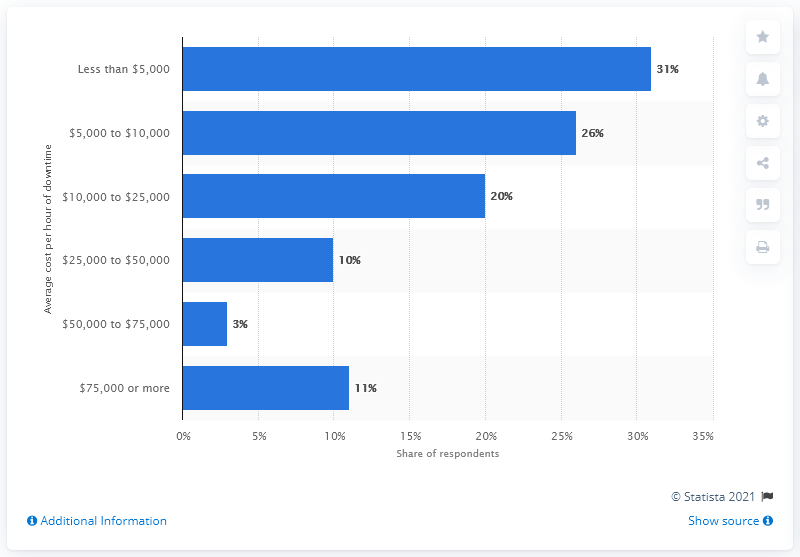 Average cost per hour of downtime
Less than $5,000
31%
$5,000 to $10,000
26%
$10,000 to $25,000
20%
$25,000 to $50,000
10%
$50,000 to $75,000
3%
$75,000 or more
11%
0% 5% 10% 15% 20% 25% 30% 35%
Share of respondents
© Statista 2021
Additional Information
Show source